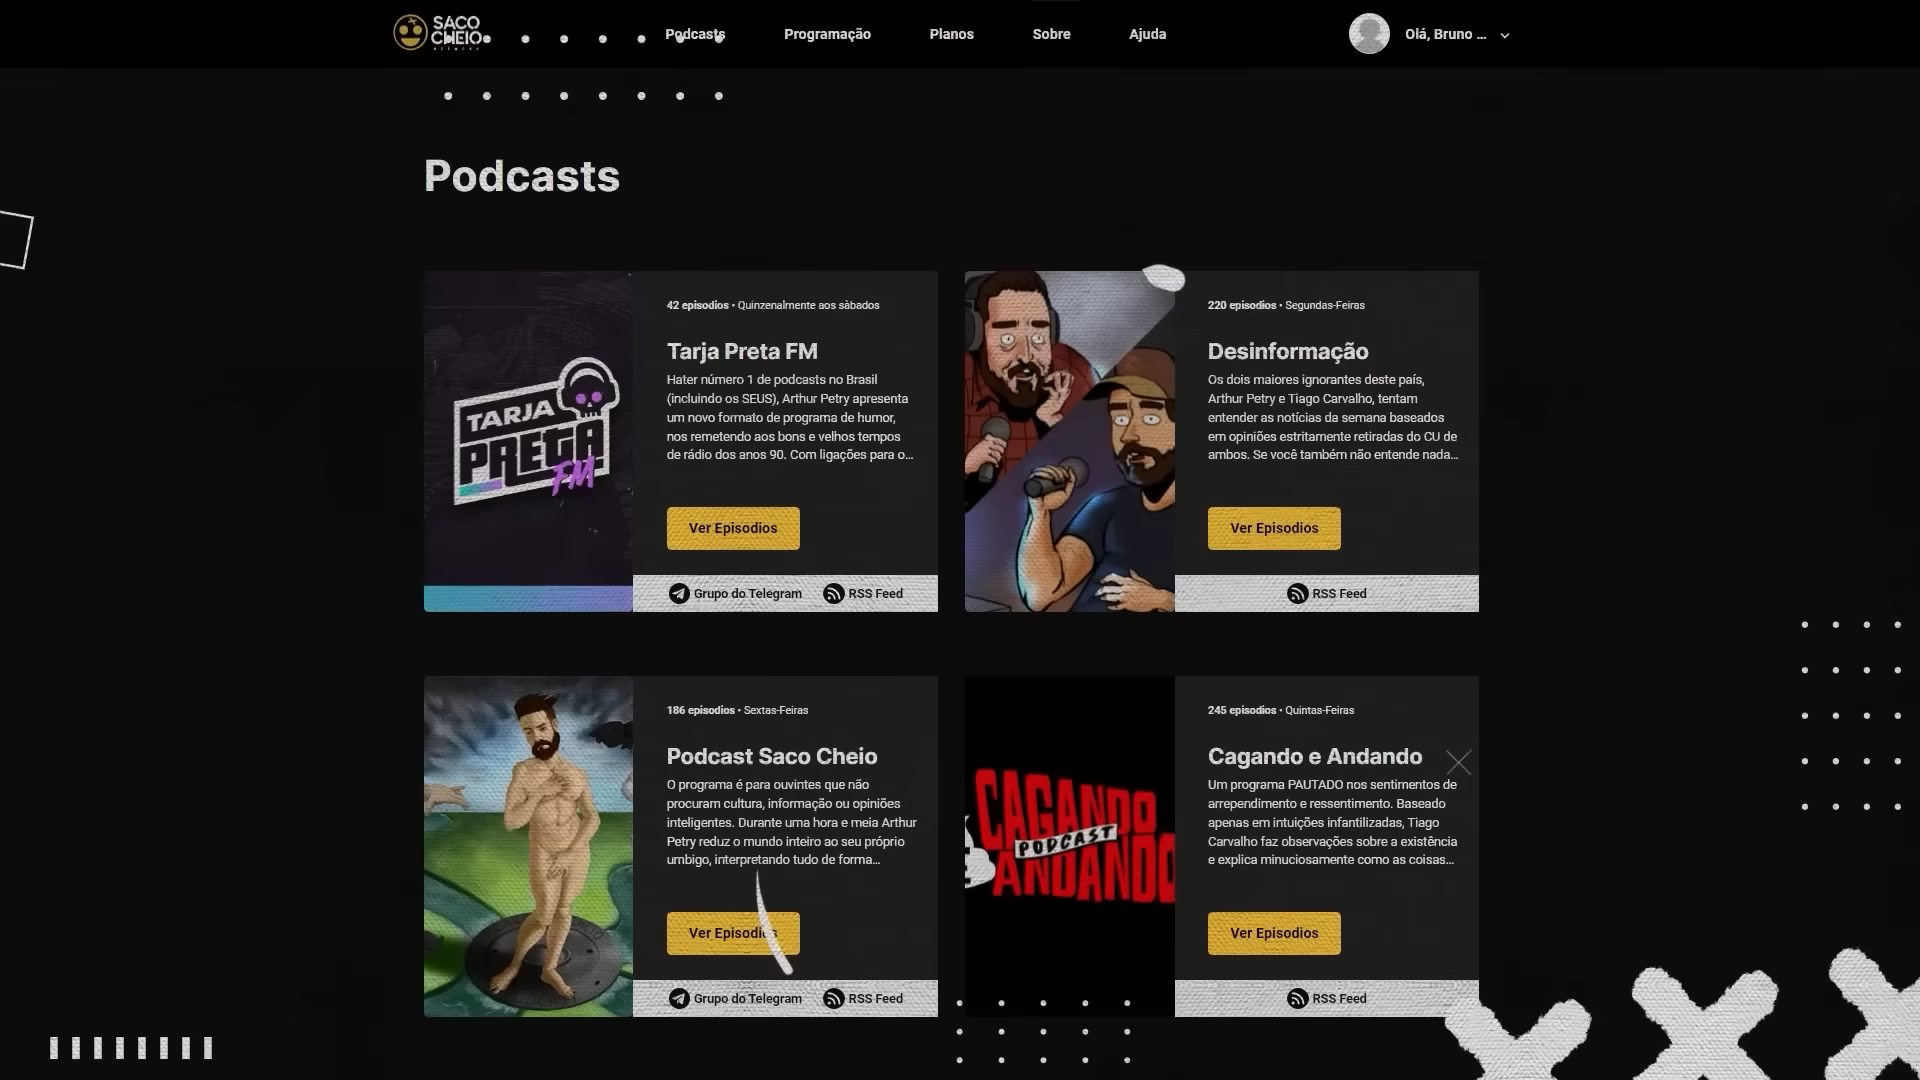 SACO
CHEIO
NETWORK
Podcasts
Programação
Planos
Sobre
Ajuda
Olá, Bruno ...
Podcasts
TARJA
PRETA
FM
42 episodios • Quinzenalmente aos sàbados
Tarja Preta FM
Hater número 1 de podcasts no Brasil
(incluindo os SEUS), Arthur Petry apresenta
um novo formato de programa de humor,
nos remetendo aos bons e velhos tempos
de rádio dos anos 90. Com ligações para o...
Ver Episodios
Grupo do Telegram
RSS Feed
220 episodios • Segundas-Feiras
Desinformação
Os dois maiores ignorantes deste país,
Arthur Petry e Tiago Carvalho, tentam
entender as notícias da semana baseados
em opiniões estritamente retiradas do CU de
ambos. Se você também não entende nada...
Ver Episodios
RSS Feed
186 episodios • Sextas-Feiras
Podcast Saco Cheio
O programa é para ouvintes que não
procuram cultura, informação ou opiniões
inteligentes. Durante uma hora e meia Arthur
Petry reduz o mundo inteiro ao seu próprio
umbigo, interpretando tudo de forma...
Ver Episodios
Grupo do Telegram
RSS Feed
CAGANDO
PODCAST
ANDANDO
245 episodios • Quintas-Feiras
Cagando e Andando
Um programa PAUTADO nos sentimentos de
arrependimento e ressentimento. Baseado
apenas em intuições infantilizadas, Tiago
Carvalho faz observações sobre a existência
e explica minuciosamente como as coisas...
Ver Episodios
RSS Feed